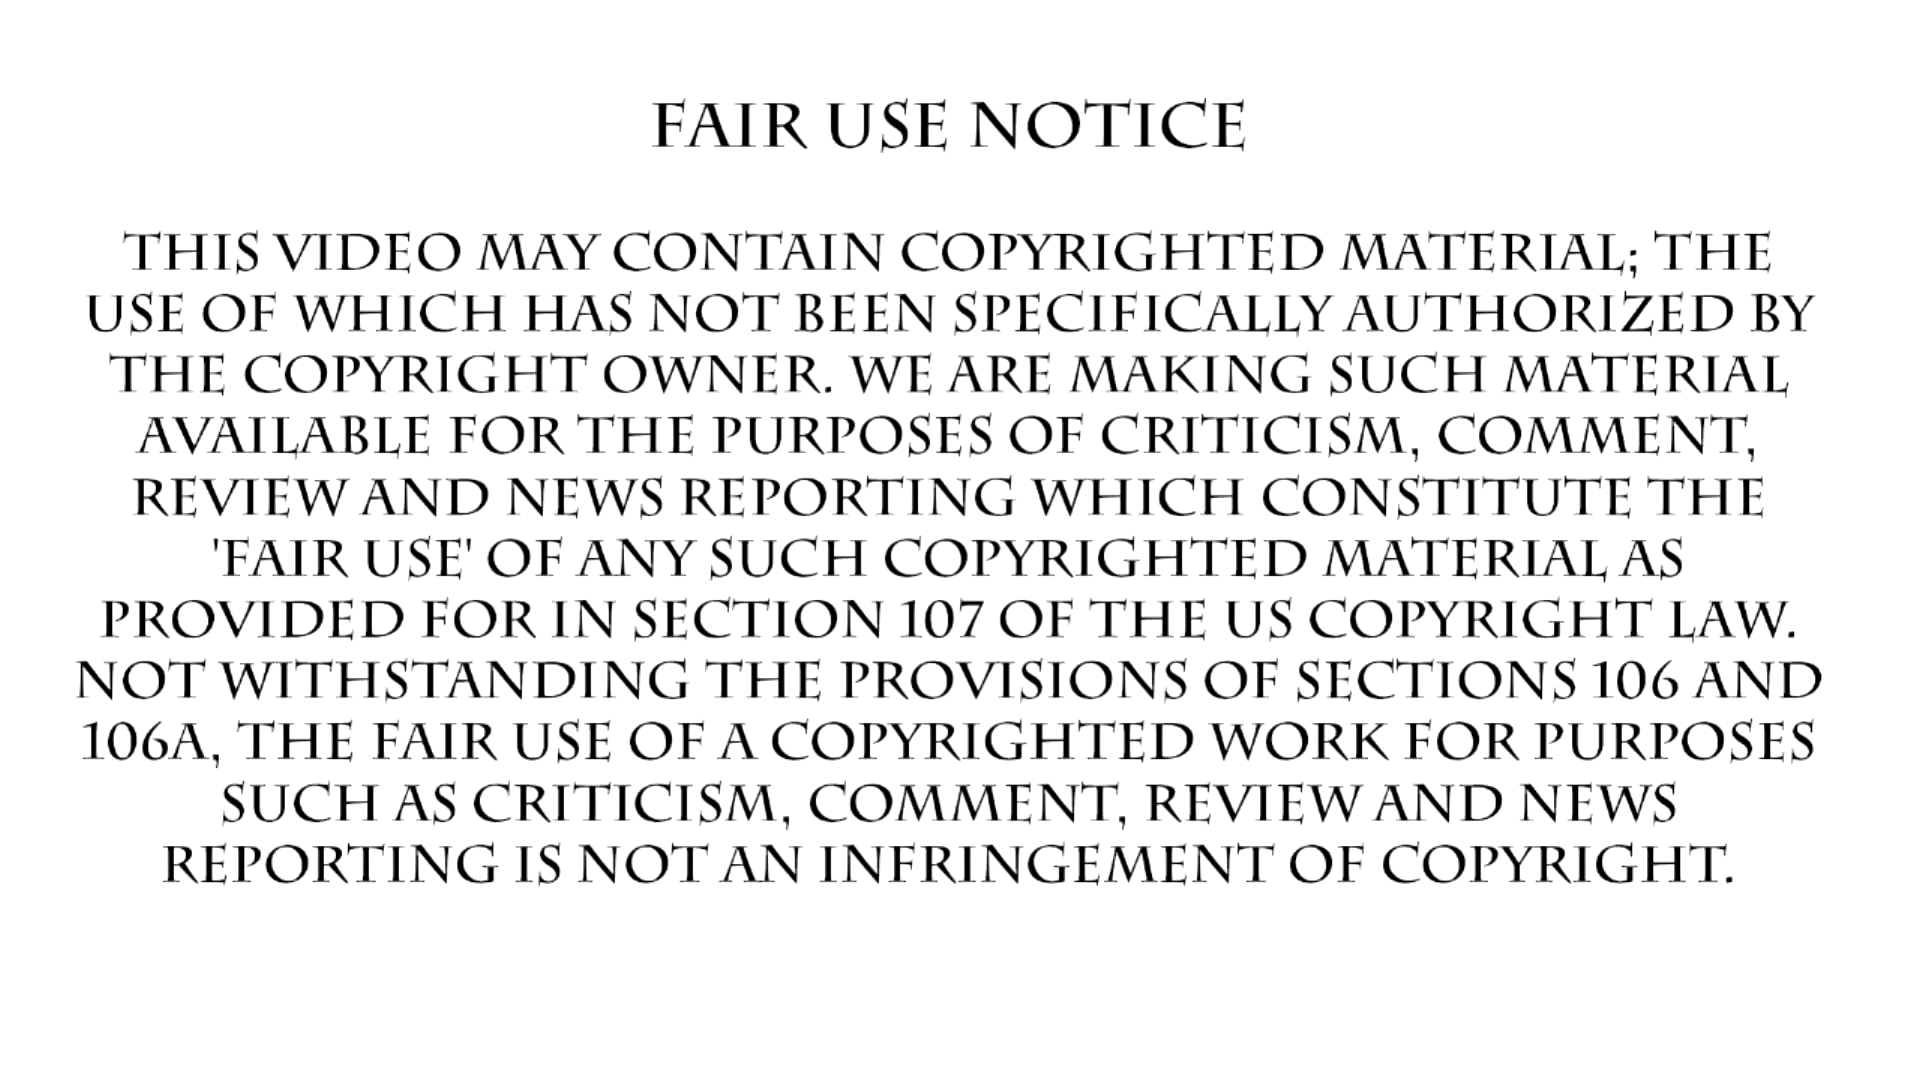 FAIR USE NOTICE
THIS VIDEO MAY CONTAIN COPYRIGHTED MATERIAL; THE
USE OF WHICH HAS NOT BEEN SPECIFICALLY AUTHORIZED BY
THE COPYRIGHT OWNER. WE ARE MAKING SUCH MATERIAL
AVAILABLE FOR THE PURPOSES OF CRITICISM, COMMENT,
REVIEW AND NEWS REPORTING WHICH CONSTITUTE THE
'FAIR USE' OF ANY SUCH COPYRIGHTED MATERIAL AS
PROVIDED FOR IN SECTION 107 OF THE US COPYRIGHT LAW.
NOT WITHSTANDING THE PROVISIONS OF SECTIONS 106 AND
106A, THE FAIR USE OF A COPYRIGHTED WORK FOR PURPOSES
SUCH AS CRITICISM, COMMENT, REVIEW AND NEWS
REPORTING IS NOT AN INFRINGEMENT OF COPYRIGHT.